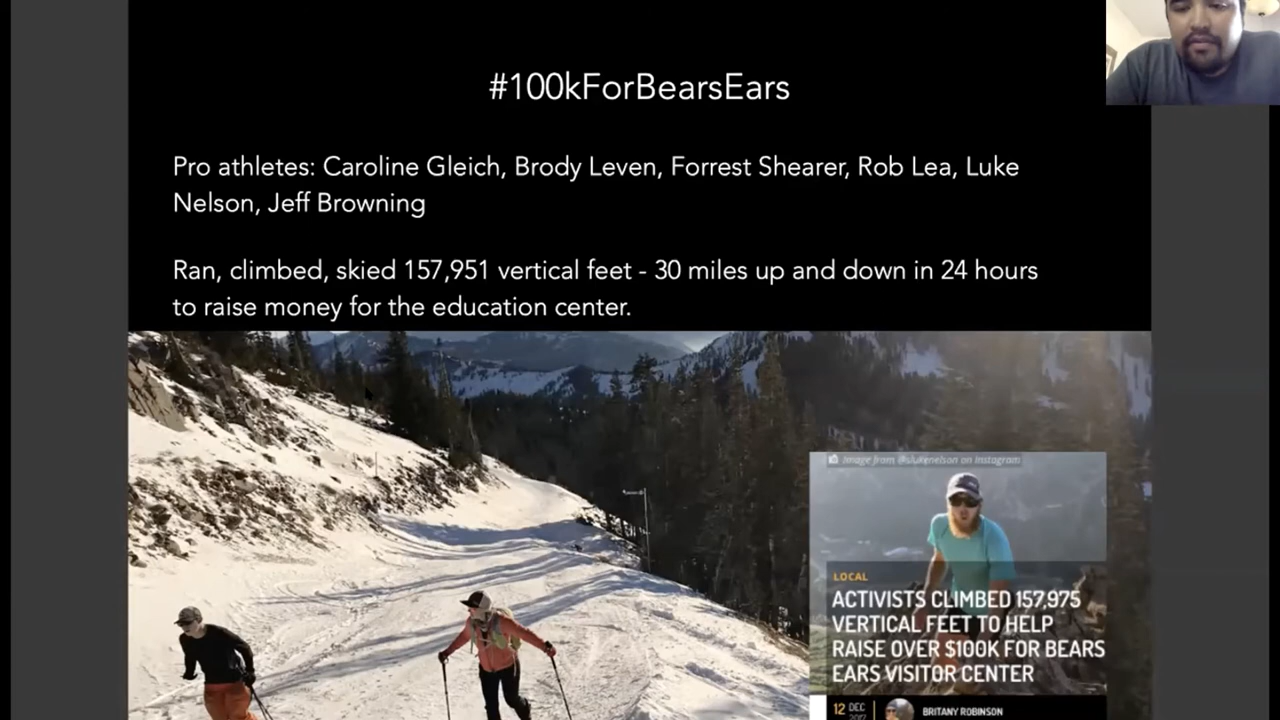 #100kForBearsEars
Pro athletes: Caroline Gleich, Brody Leven, Forrest Shearer, Rob Lea, Luke
Nelson, Jeff Browning
Ran, climbed, skied 157,951 vertical feet - 30 miles up and down in 24 hours
to raise money for the education center.
Image from @slukenelson on Instagram
LOCAL
ACTIVISTS CLIMBED 157,975
VERTICAL FEET TO HELP
RAISE OVER $100K FOR BEARS
EARS VISITOR CENTER
12 DEC
2017
BRITANY ROBINSON